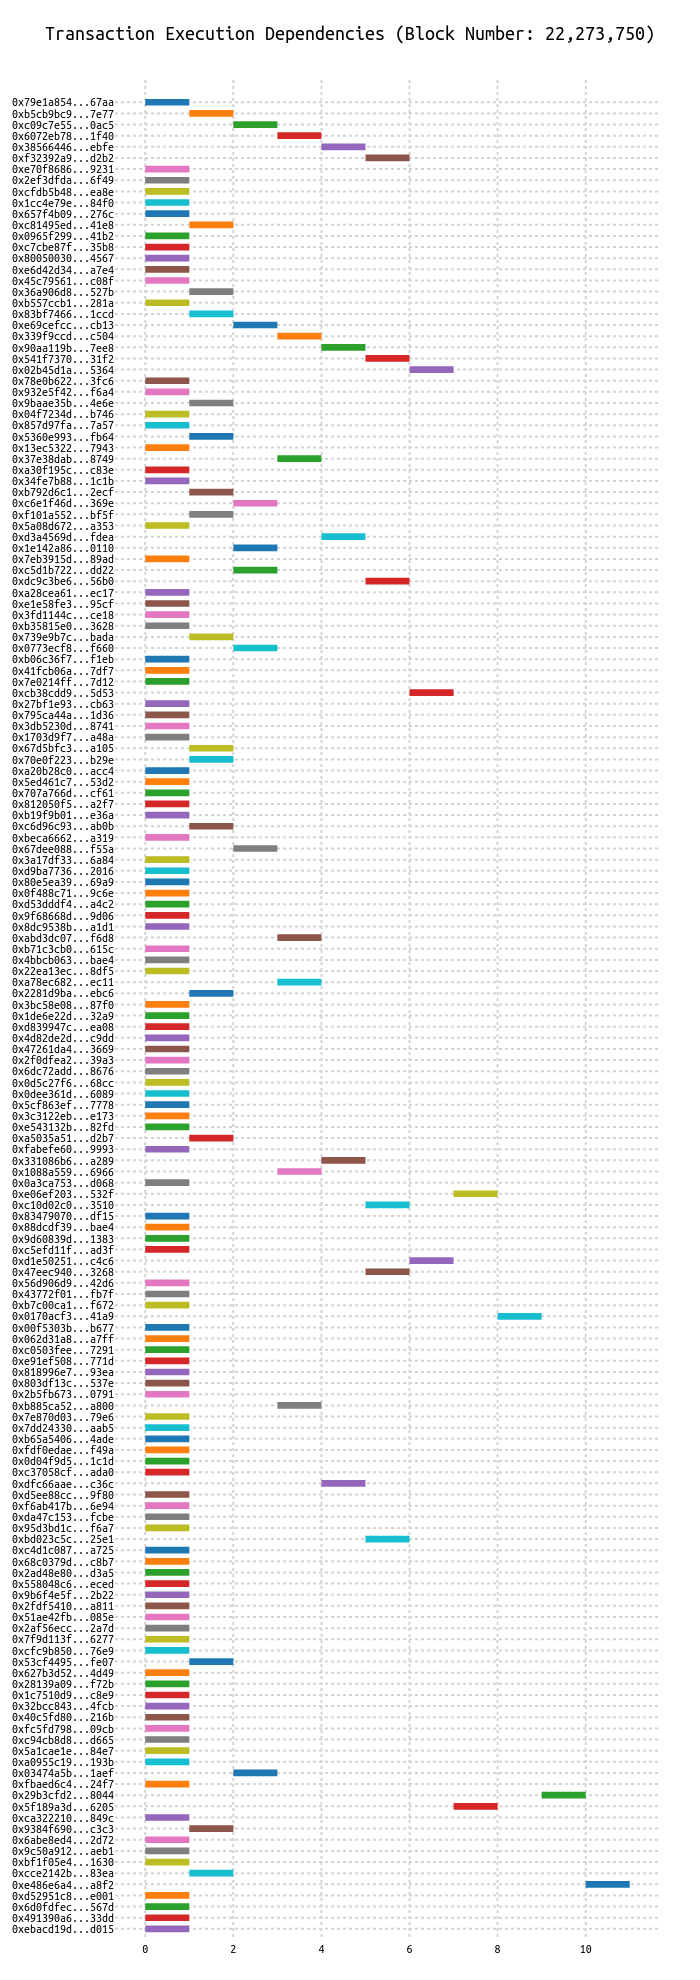 Transaction Execution Dependencies (Block Number: 22,273,750)
0x79e1a854...67aa
0xb5cb9bc9...7e77
0xc09c7e55...0ac5
0x6072eb78...1f40
0x38566446...ebfe
0xf32392a9...d2b2
0xe70f8686...9231
0x2ef3dfda...6f49
0xcfdb5b48...ea8e
0x1cc4e79e...84f0
0x657f4b09...276c
0xc81495ed...41e8
0x0965f299...41b2
0xc7cbe87f...35b8
0x80050030...4567
0xe6d42d34...a7e4
0x45c79561...c08f
0x36a906d8...527b
0xb557ccb1...281a
0x83bf7466...1ccd
0xe69cefcc...cb13
0x339f9ccd...c504
0x90aa119b...7ee8
0x541f7370...31f2
0x02b45d1a...5364
0x78e0b622...3fc6
0x932e5f42...f6a4
0x9baae35b...4e6e
0x04f7234d...b746
0x857d97fa...7a57
0x5360e993...fb64
0x13ec5322...7943
0x37e38dab...8749
0xa30f195c...c83e
0x34fe7b88...1c1b
0xb792d6c1...2ecf
0xc6e1f46d...369e
0xf101a552...bf5f
0x5a08d672...a353
0xd3a4569d...fdea
0x1e142a86...0110
0x7eb3915d...89ad
0xc5d1b722...dd22
0xdc9c3be6...56b0
0xa28cea61...ec17
0xe1e58fe3...95cf
0x3fd1144c...ce18
0xb35815e0...3628
0x739e9b7c...bada
0x0773ecf8...f660
0xb06c36f7...f1eb
0x41fcb06a...7df7
0x7e0214ff...7d12
0xcb38cdd9...5d53
0x27bf1e93...cb63
0x795ca44a...1d36
0x3db5230d...8741
0x1703d9f7...a48a
0x67d5bfc3...a105
0x70e0f223...b29e
0xa20b28c0...acc4
0x5ed461c7...53d2
0x707a766d...cf61
0x812050f5...a2f7
0xb19f9b01...e36a
0xc6d96c93...ab0b
0xbeca6662...a319
0x67dee088...f55a
0x3a17df33...6a84
0xd9ba7736...2016
0x80e5ea39...69a9
0x0f488c71...9c6e
0xd53dddf4...a4c2
0x9f68668d...9d06
0x8dc9538b...a1d1
0xabd3dc07...f6d8
0xb71c3cb0...615c
0x4bbcb063...bae4
0x22ea13ec...8df5
0xa78ec682...ec11
0x2281d9ba...ebc6
0x3bc58e08...87f0
0x1de6e22d...32a9
0xd839947c...ea08
0x4d82de2d...c9dd
0x47261da4...3669
0x2f0dfea2...39a3
0x6dc72add...8676
0x0d5c27f6...68cc
0x0dee361d...6089
0x5cf863ef...7778
0x3c3122eb...e173
0xe543132b...82fd
0xa5035a51...d2b7
0xfabefe60...9993
0x331086b6...a289
0x1088a559...6966
0x0a3ca753...d068
0xe06ef203...532f
0xc10d02c0...3510
0x83479070...df15
0x88dcdf39...bae4
0x9d60839d...1383
0xc5efd11f...ad3f
0xd1e50251...c4c6
0x47eec940...3268
0x56d906d9...42d6
0x43772f01...fb7f
0xb7c00ca1...f672
0x0170acf3...41a9
0x00f5303b...b677
0x062d31a8...a7ff
0xc0503fee...7291
0xe91ef508...771d
0x818996e7...93ea
0x803df13c...537e
0x2b5fb673...0791
0xb885ca52...a800
0x7e870d03...79e6
0x7dd24330...aab5
0xb65a5406...4ade
0xfdf0edae...f49a
0x0d04f9d5...1c1d
0xc37058cf...ada0
0xdfc66aae...c36c
0xd5ee88cc...9f80
0xf6ab417b...6e94
0xda47c153...fcbe
0x95d3bd1c...f6a7
0xbd023c5c...25e1
0xc4d1c087...a725
0x68c0379d...c8b7
0x2ad48e80...d3a5
0x558048c6...eced
0x9b6f4e5f...2b22
0x2fdf5410...a811
0x51ae42fb...085e
0x2af56ecc...2a7d
0x7f9d113f...6277
0xcfc9b850...76e9
0x53cf4495...fe07
0x627b3d52...4d49
0x28139a09...f72b
0x1c7510d9...c8e9
0x32bcc843...4fcb
0x40c5fd80...216b
0xfc5fd798...09cb
0xc94cb8d8...d665
0x5a1cae1e...84e7
0xa0955c19...193b
0x03474a5b...1aef
0xfbaed6c4...24f7
0x29b3cfd2...8044
0x5f189a3d...6205
0xca322210...849c
0x9384f690...c3c3
0x6abe8ed4...2d72
0x9c50a912...aeb1
0xbf1f05e4...1630
0xcce2142b...83ea
0xe486e6a4...a8f2
0xd52951c8...e001
0x6d0fdfec...567d
0x491390a6...33dd
0xebacd19d...d015
0 2 4 6 8 10